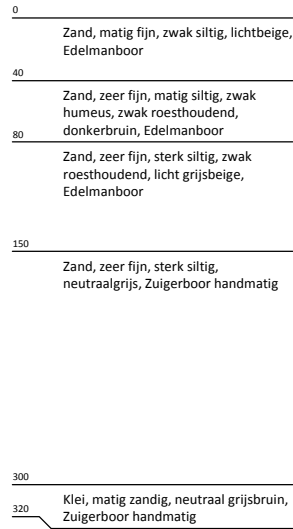 0
Zand, matig fijn, zwak siltig, lichtbeige,
Edelmanboor
40
Zand, zeer fijn, matig siltig, zwak
humeus, zwak roesthoudend,
donkerbruin, Edelmanboor
80
Zand, zeer fijn, sterk siltig, zwak
roesthoudend, licht grijsbeige,
Edelmanboor
150
Zand, zeer fijn, sterk siltig,
neutraalgrijs, Zuigerboor handmatig
300
Klei, matig zandig, neutraal grijsbruin,
Zuigerboor handmatig
320